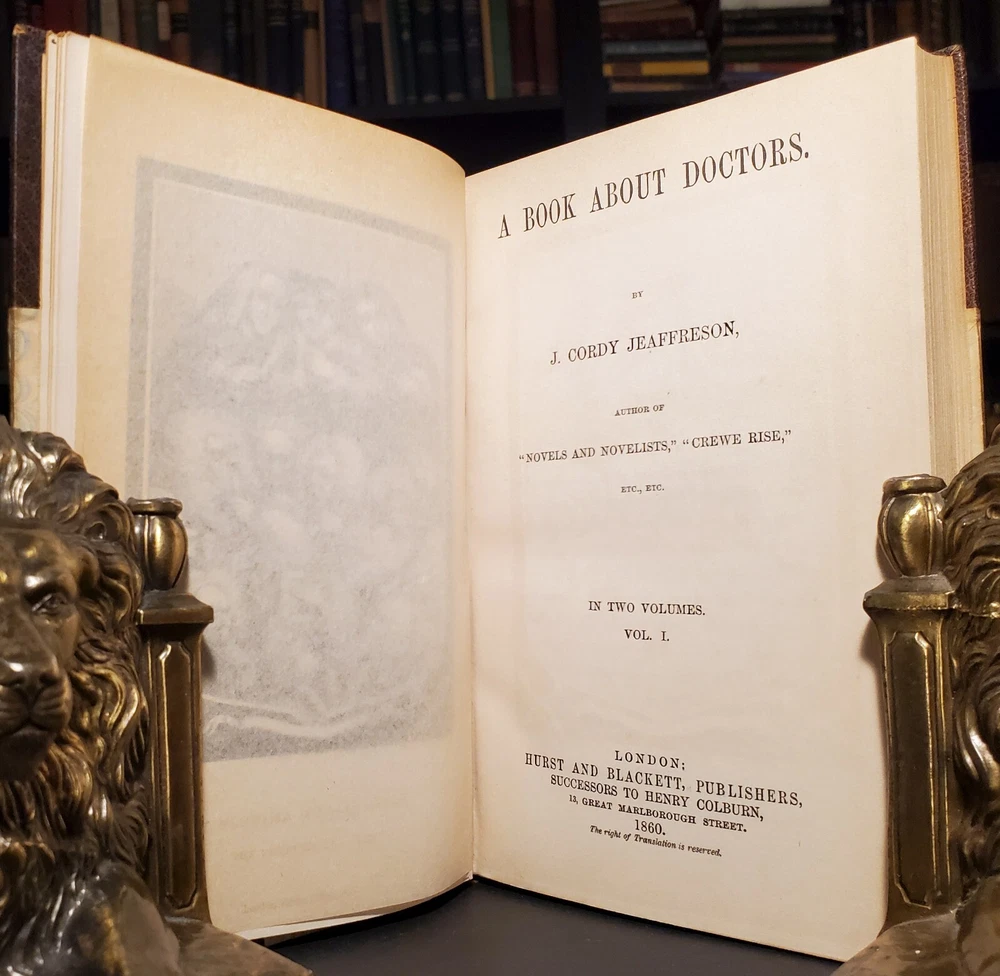 A BOOK ABOUT DOCTORS.
BY
J. CORDY JEAFFRESON,
AUTHOR OF
“NOVELS AND NOVELISTS,” “CREWE RISE,”
ETC., ETC.
IN TWO VOLUMES.
VOL. I.
LONDON:
HURST AND BLACKETT, PUBLISHERS,
SUCCESSORS TO HENRY COLBURN,
13, GREAT MARLBOROUGH STREET.
1860.
The right of Translation is reserved.